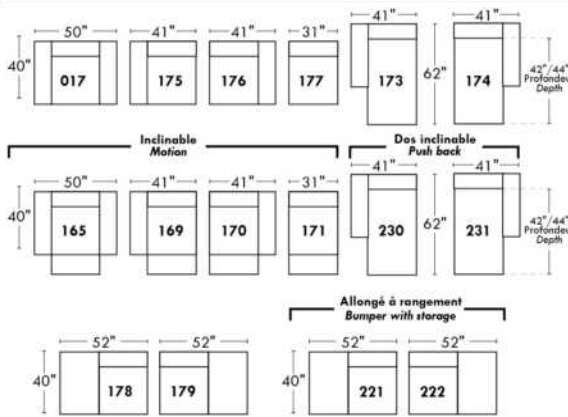 50" 41" 41" 31" 41" 41"
40" 017 175 176 177 173 62" 174 42"/44"
Profondeur
Depth
Inclinable
Motion
Dos inclinable
Push back
50" 41" 41" 31" 41" 41"
40" 165 169 170 171 230 62" 231 42"/44"
Profondeur
Depth
Allongé à rangement
Bumper with storage
52" 52" 52" 52"
40" 178 179 40" 221 222